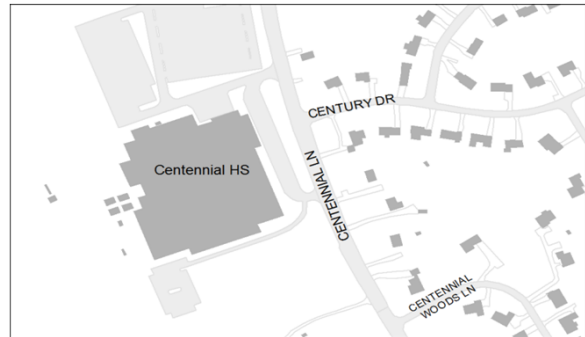 CENTURY DR
Centennial HS
CENTENNIAL LN
CENTENNIAL
WOODS LN